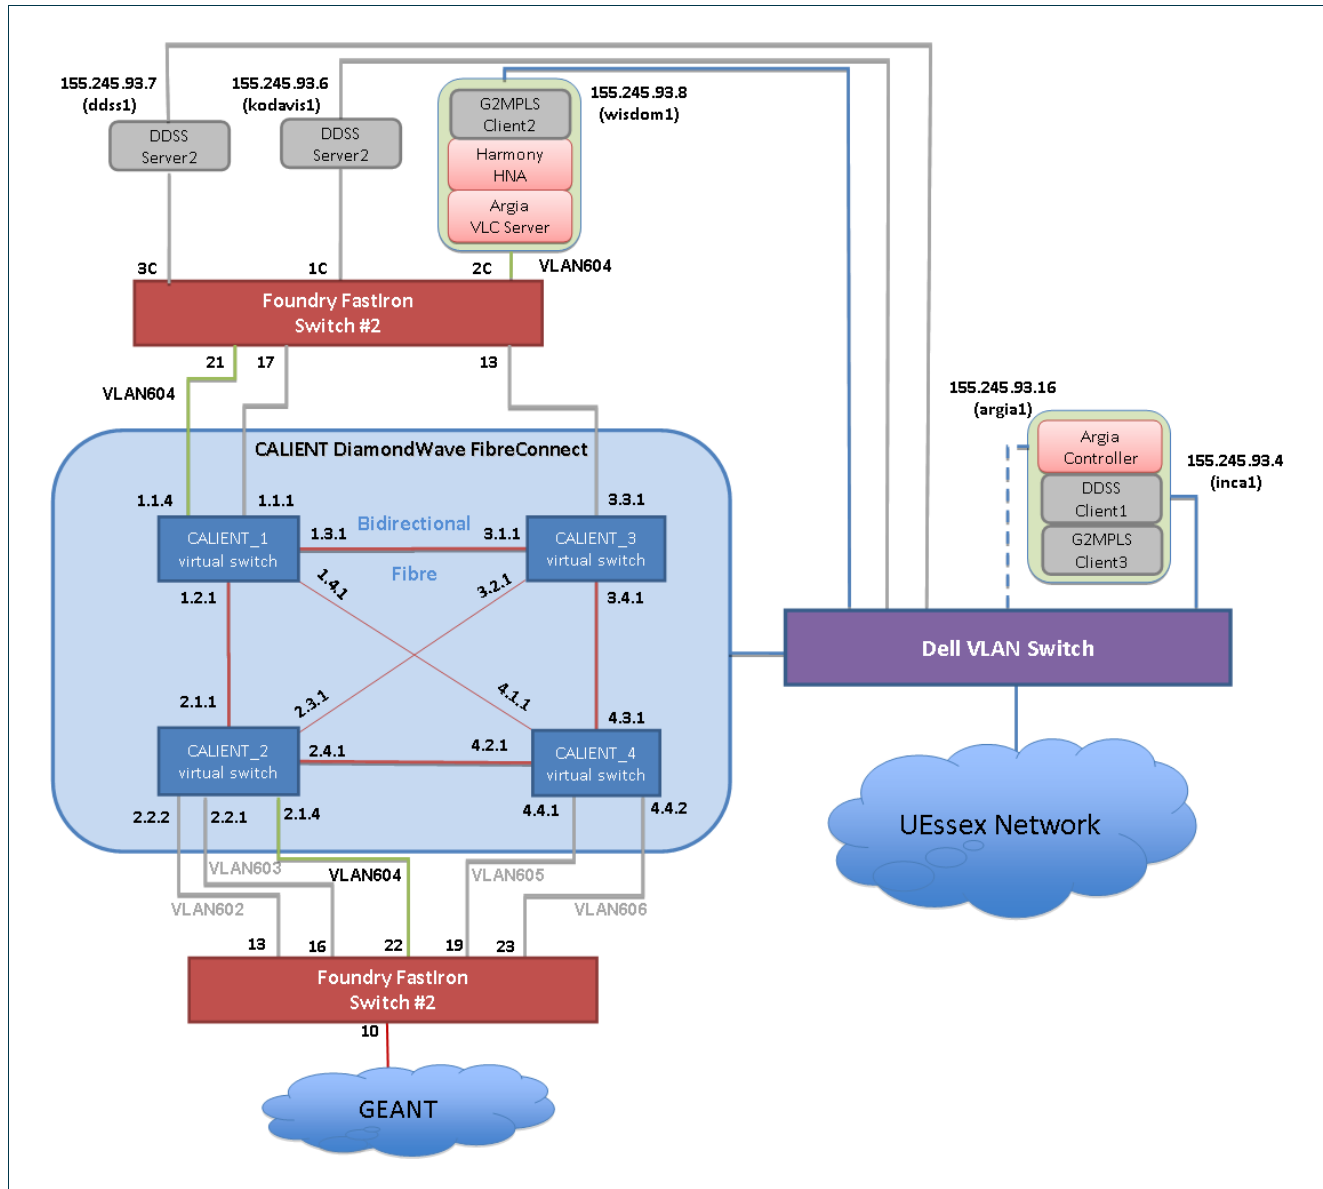 155.245.93.7
(ddss1)
155.245.93.6
(kodavis1)
155.245.93.8
(wisdom1)
DDSS
Server2
DDSS
Server2
G2MPLS
Client2
Harmony
HNA
Argia
VLC Server
3C
1C
2C
VLAN604
Foundry FastIron
Switch #2
21
17
13
VLAN604
155.245.93.16
(argia1)
Argia
Controller
DDSS
Client1
G2MPLS
Client3
155.245.93.4
(inca1)
CALIENT DiamondWave FibreConnect
1.1.4
1.1.1
3.3.1
CALIENT_1
virtual switch
1.3.1
Bidirectional
3.1.1
CALIENT_3
virtual switch
Fibre
1.4.1
3.2.1
1.2.1
3.4.1
Dell VLAN Switch
2.1.1
2.3.1
4.1.1
4.3.1
CALIENT_2
virtual switch
2.4.1
4.2.1
CALIENT_4
virtual switch
2.2.2
2.2.1
2.1.4
4.4.1
4.4.2
UEssex Network
VLAN603
VLAN604
VLAN605
VLAN602
VLAN606
13
16
22
19
23
Foundry FastIron
Switch #2
10
GEANT